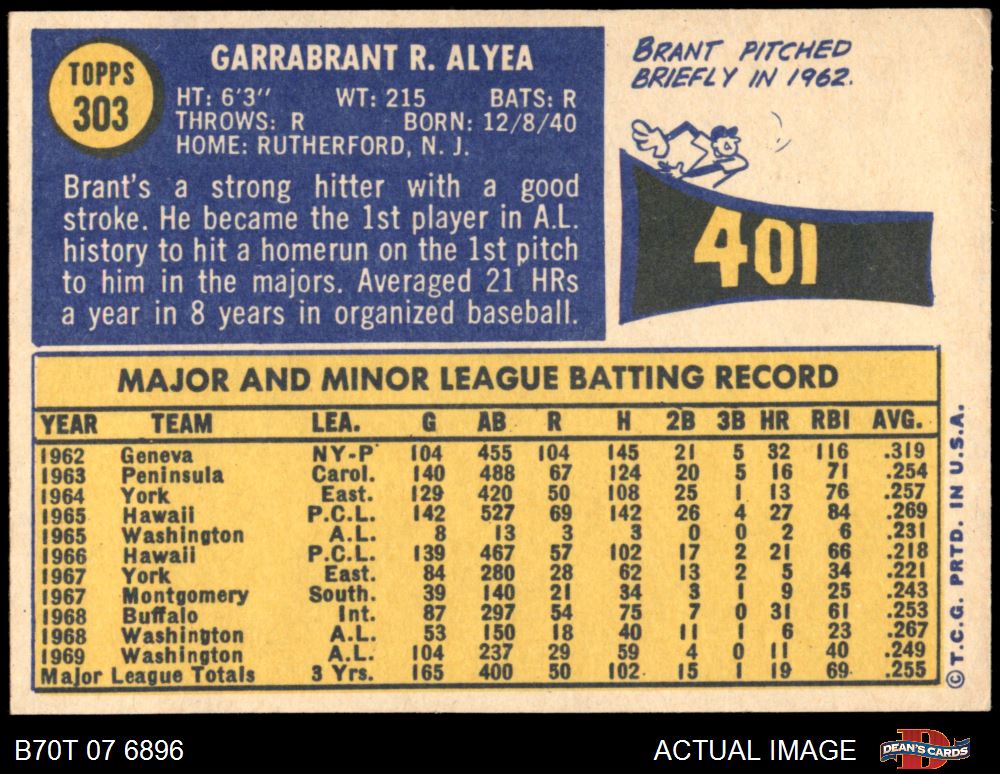 TOPPS
303
GARRABRANT R. ALYEA
HT: 6'3" WT: 215 BATS: R
THROWS: R BORN: 12/8/40
HOME: RUTHERFORD, N. J.
Brant's a strong hitter with a good
stroke. He became the 1st player in A.L.
history to hit a homerun on the 1st pitch
to him in the majors. Averaged 21 HRs
a year in 8 years in organized baseball.
BRANT PITCHED
BRIEFLY IN 1962.
401
MAJOR AND MINOR LEAGUE BATTING RECORD
YEAR TEAM LEA. G AB R H 2B 3B HR RBI AVG.
1962 Geneva NY-P 104 455 104 145 21 5 32 116 .319
1963 Peninsula Carol. 140 488 67 124 20 5 16 71 .254
1964 York East. 129 420 50 108 25 1 13 76 .257
1965 Hawaii P.C.L. 142 527 69 142 26 4 27 84 .269
1965 Washington A.L. 8 13 3 3 0 0 2 6 .231
1966 Hawaii P.C.L. 139 467 57 102 17 2 21 66 .218
1967 York East. 84 280 28 62 13 2 5 34 .221
1967 Montgomery South. 39 140 21 34 3 1 9 25 .243
1968 Buffalo Int. 87 297 54 75 7 0 31 61 .253
1968 Washington A.L. 53 150 18 40 11 1 6 23 .267
1969 Washington A.L. 104 237 29 59 4 0 11 40 .249
Major League Totals 3 Yrs. 165 400 50 102 15 1 19 69 .255
©T.C.G. PRTD. IN U.S.A.
B70T 07 6896
ACTUAL IMAGE
DEAN'S CARDS